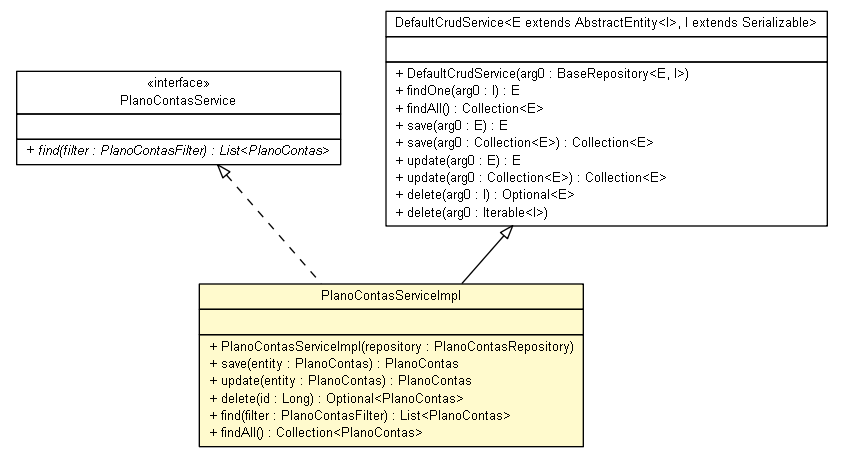 DefaultCrudService<E extends AbstractEntity<I>, I extends Serializable>
+ DefaultCrudService(arg0 : BaseRepository<E, I>)
+ findOne(arg0 : I) : E
+ findAll() : Collection<E>
+ save(arg0 : E) : E
+ save(arg0 : Collection<E>) : Collection<E>
+ update(arg0 : E) : E
+ update(arg0 : Collection<E>) : Collection<E>
+ delete(arg0 : I) : Optional<E>
+ delete(arg0 : Iterable<I>)
«interface»
PlanoContasService
+ find(filter : PlanoContasFilter) : List<PlanoContas>
PlanoContasServiceImpl
+ PlanoContasServiceImpl(repository : PlanoContasRepository)
+ save(entity : PlanoContas) : PlanoContas
+ update(entity : PlanoContas) : PlanoContas
+ delete(id : Long) : Optional<PlanoContas>
+ find(filter : PlanoContasFilter) : List<PlanoContas>
+ findAll() : Collection<PlanoContas>